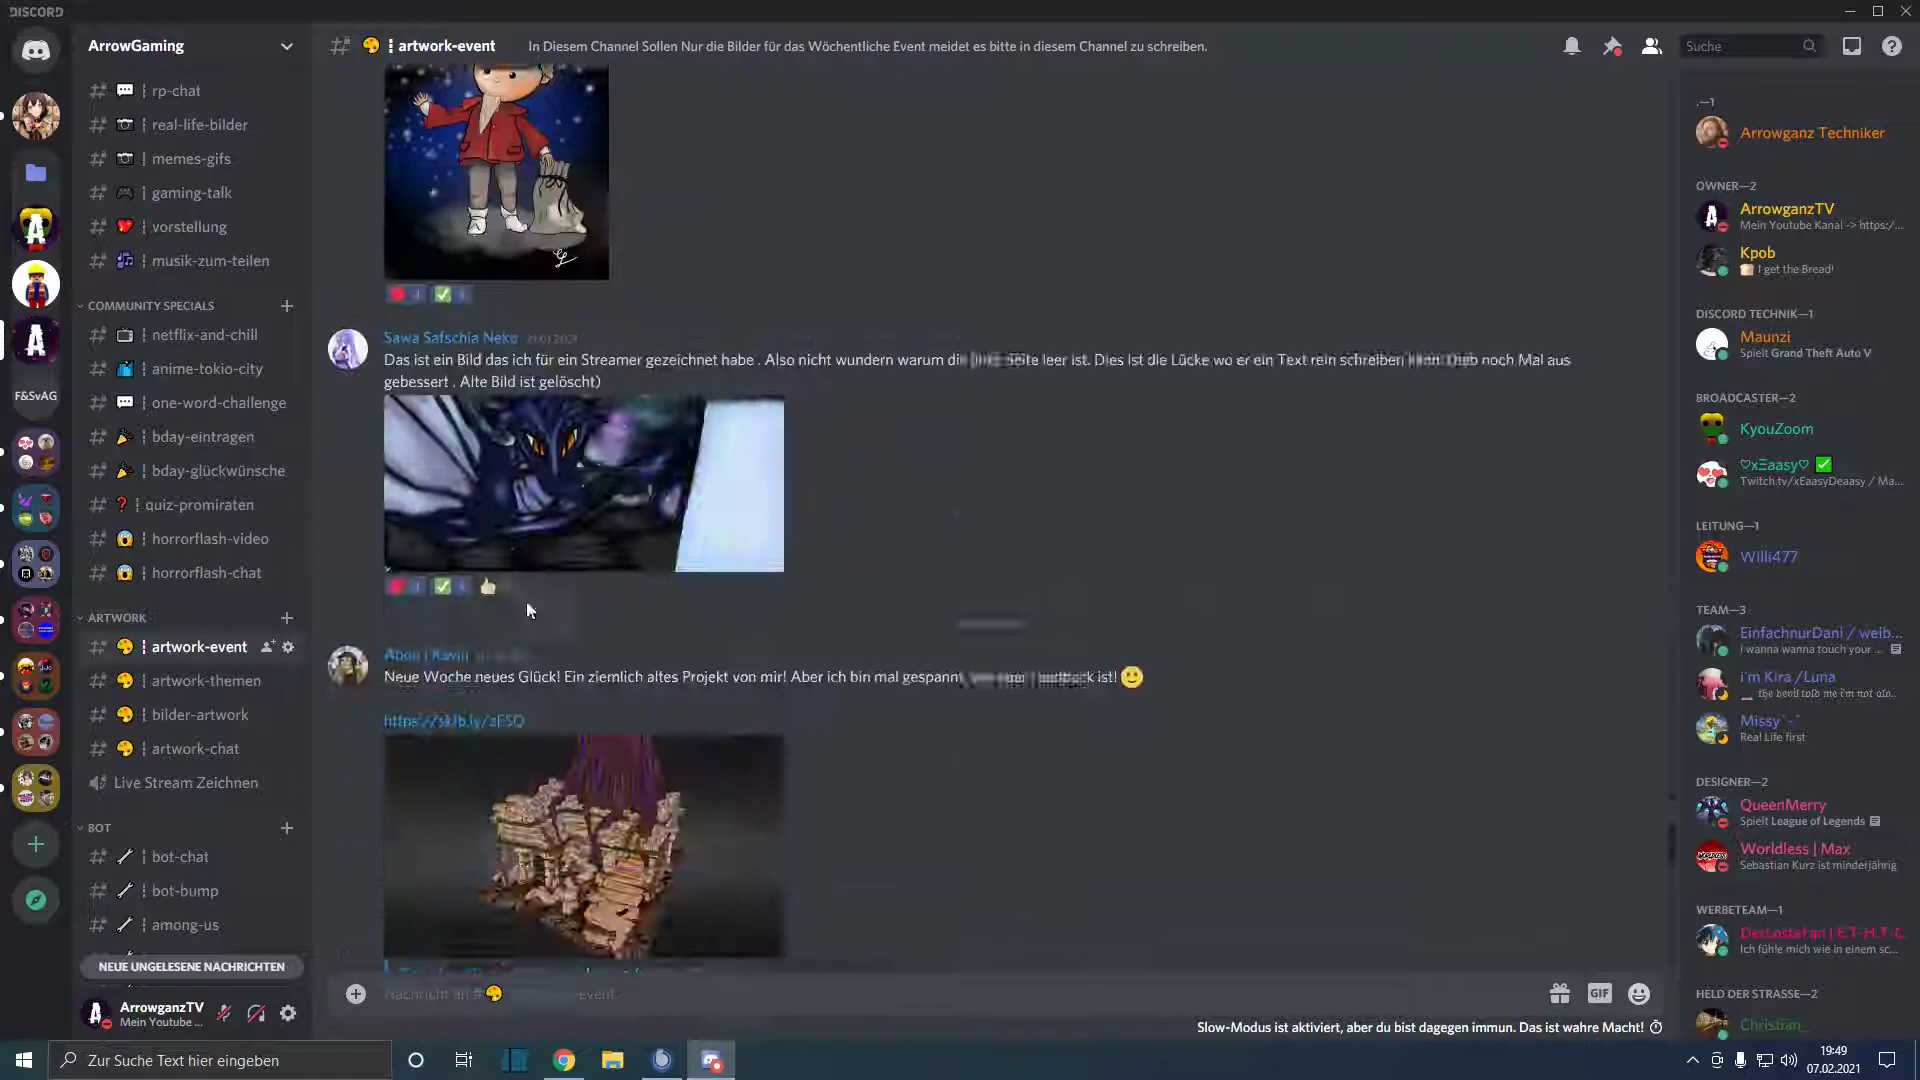 DISCORD
ArrowGaming
artwork-event
In Diesem Channel Sollen Nur die Bilder für das Wöchentliche Event meidet es bitte in diesem Channel zu schreiben.
Suche
rp-chat
real-life-bilder
memes-gifs
gaming-talk
vorstellung
musik-zum-teilen
COMMUNITY SPECIALS
netflix-and-chill
anime-tokio-city
one-word-challenge
bday-eintragen
bday-glückwünsche
quiz-promiraten
horrorflash-video
horrorflash-chat
ARTWORK
artwork-event
artwork-themen
bilder-artwork
artwork-chat
Live Stream Zeichnen
BOT
bot-chat
bot-bump
among-us
NEUE UNGELESENE NACHRICHTEN
ArrowganzTV
Mein Youtube ...
F&SvAG
Sawa Safschia Neko
Das ist ein Bild das ich für ein Streamer gezeichnet habe . Also nicht wundern warum die Seite leer ist. Dies ist die Lücke wo er ein Text rein schreiben noch Mal aus
gebessert . Alte Bild ist gelöscht)
Neue Woche neues Glück! Ein ziemlich altes Projekt von mir! Aber ich bin mal gespannt ist!
event
GIF
Slow-Modus ist aktiviert, aber du bist dagegen immun. Das ist wahre Macht!
.—1
Arrowganz Techniker
OWNER—2
ArrowganzTV
Mein Youtube Kanal -> https:/...
Kpob
I get the Bread!
DISCORD TECHNIK—1
Maunzi
Spielt Grand Theft Auto V
BROADCASTER—2
KyouZoom
♡xΞaasy♡ ✅
Twitch.tv/xEaasyDeaasy / Ma...
LEITUNG—1
Willi477
TEAM—3
EinfachnurDani / weib...
I wanna wanna touch your ...
i'm Kira /Luna
the devil told me i'm not alo..
Missy`-´
Real Life first
DESIGNER—2
QueenMerry
Spielt League of Legends
Worldless | Max
Sebastian Kurz ist minderjährig
WERBETEAM—1
DerLosteFan | E-T-H-T-C
Ich fühle mich wie in einem sc...
HELD DER STRASSE—2
Christian_
Zur Suche Text hier eingeben
19:49
07.02.2021